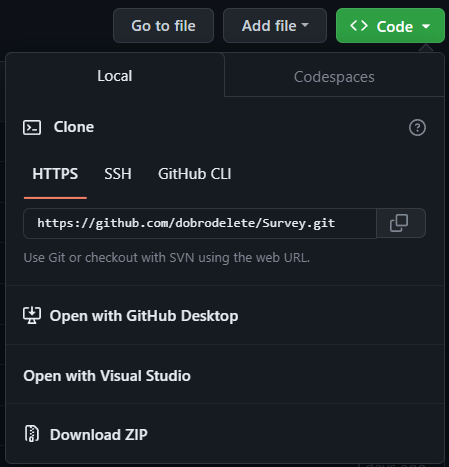 Go to file Add file Code
Local Codespaces
Clone
HTTPS SSH GitHub CLI
https://github.com/dobrodelete/Survey.git
Use Git or checkout with SVN using the web URL.
Open with GitHub Desktop
Open with Visual Studio
Download ZIP